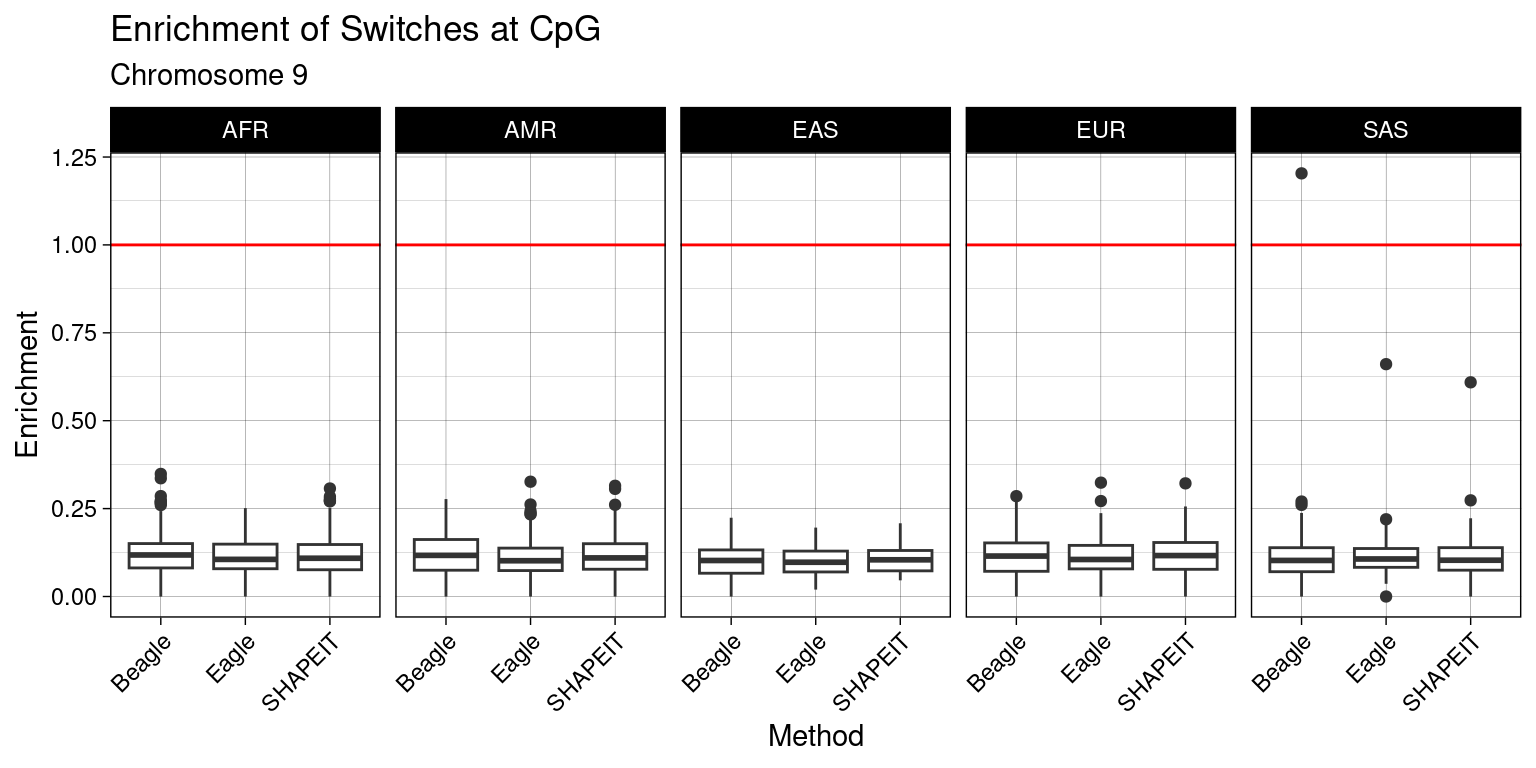 Enrichment of Switches at CpG
Chromosome 9
AFR AMR EAS EUR SAS
1.25
1.00
0.75
0.50
0.25
0.00
Enrichment
Beagle Eagle SHAPEIT Beagle Eagle SHAPEIT Beagle Eagle SHAPEIT Beagle Eagle SHAPEIT Beagle Eagle SHAPEIT
Method